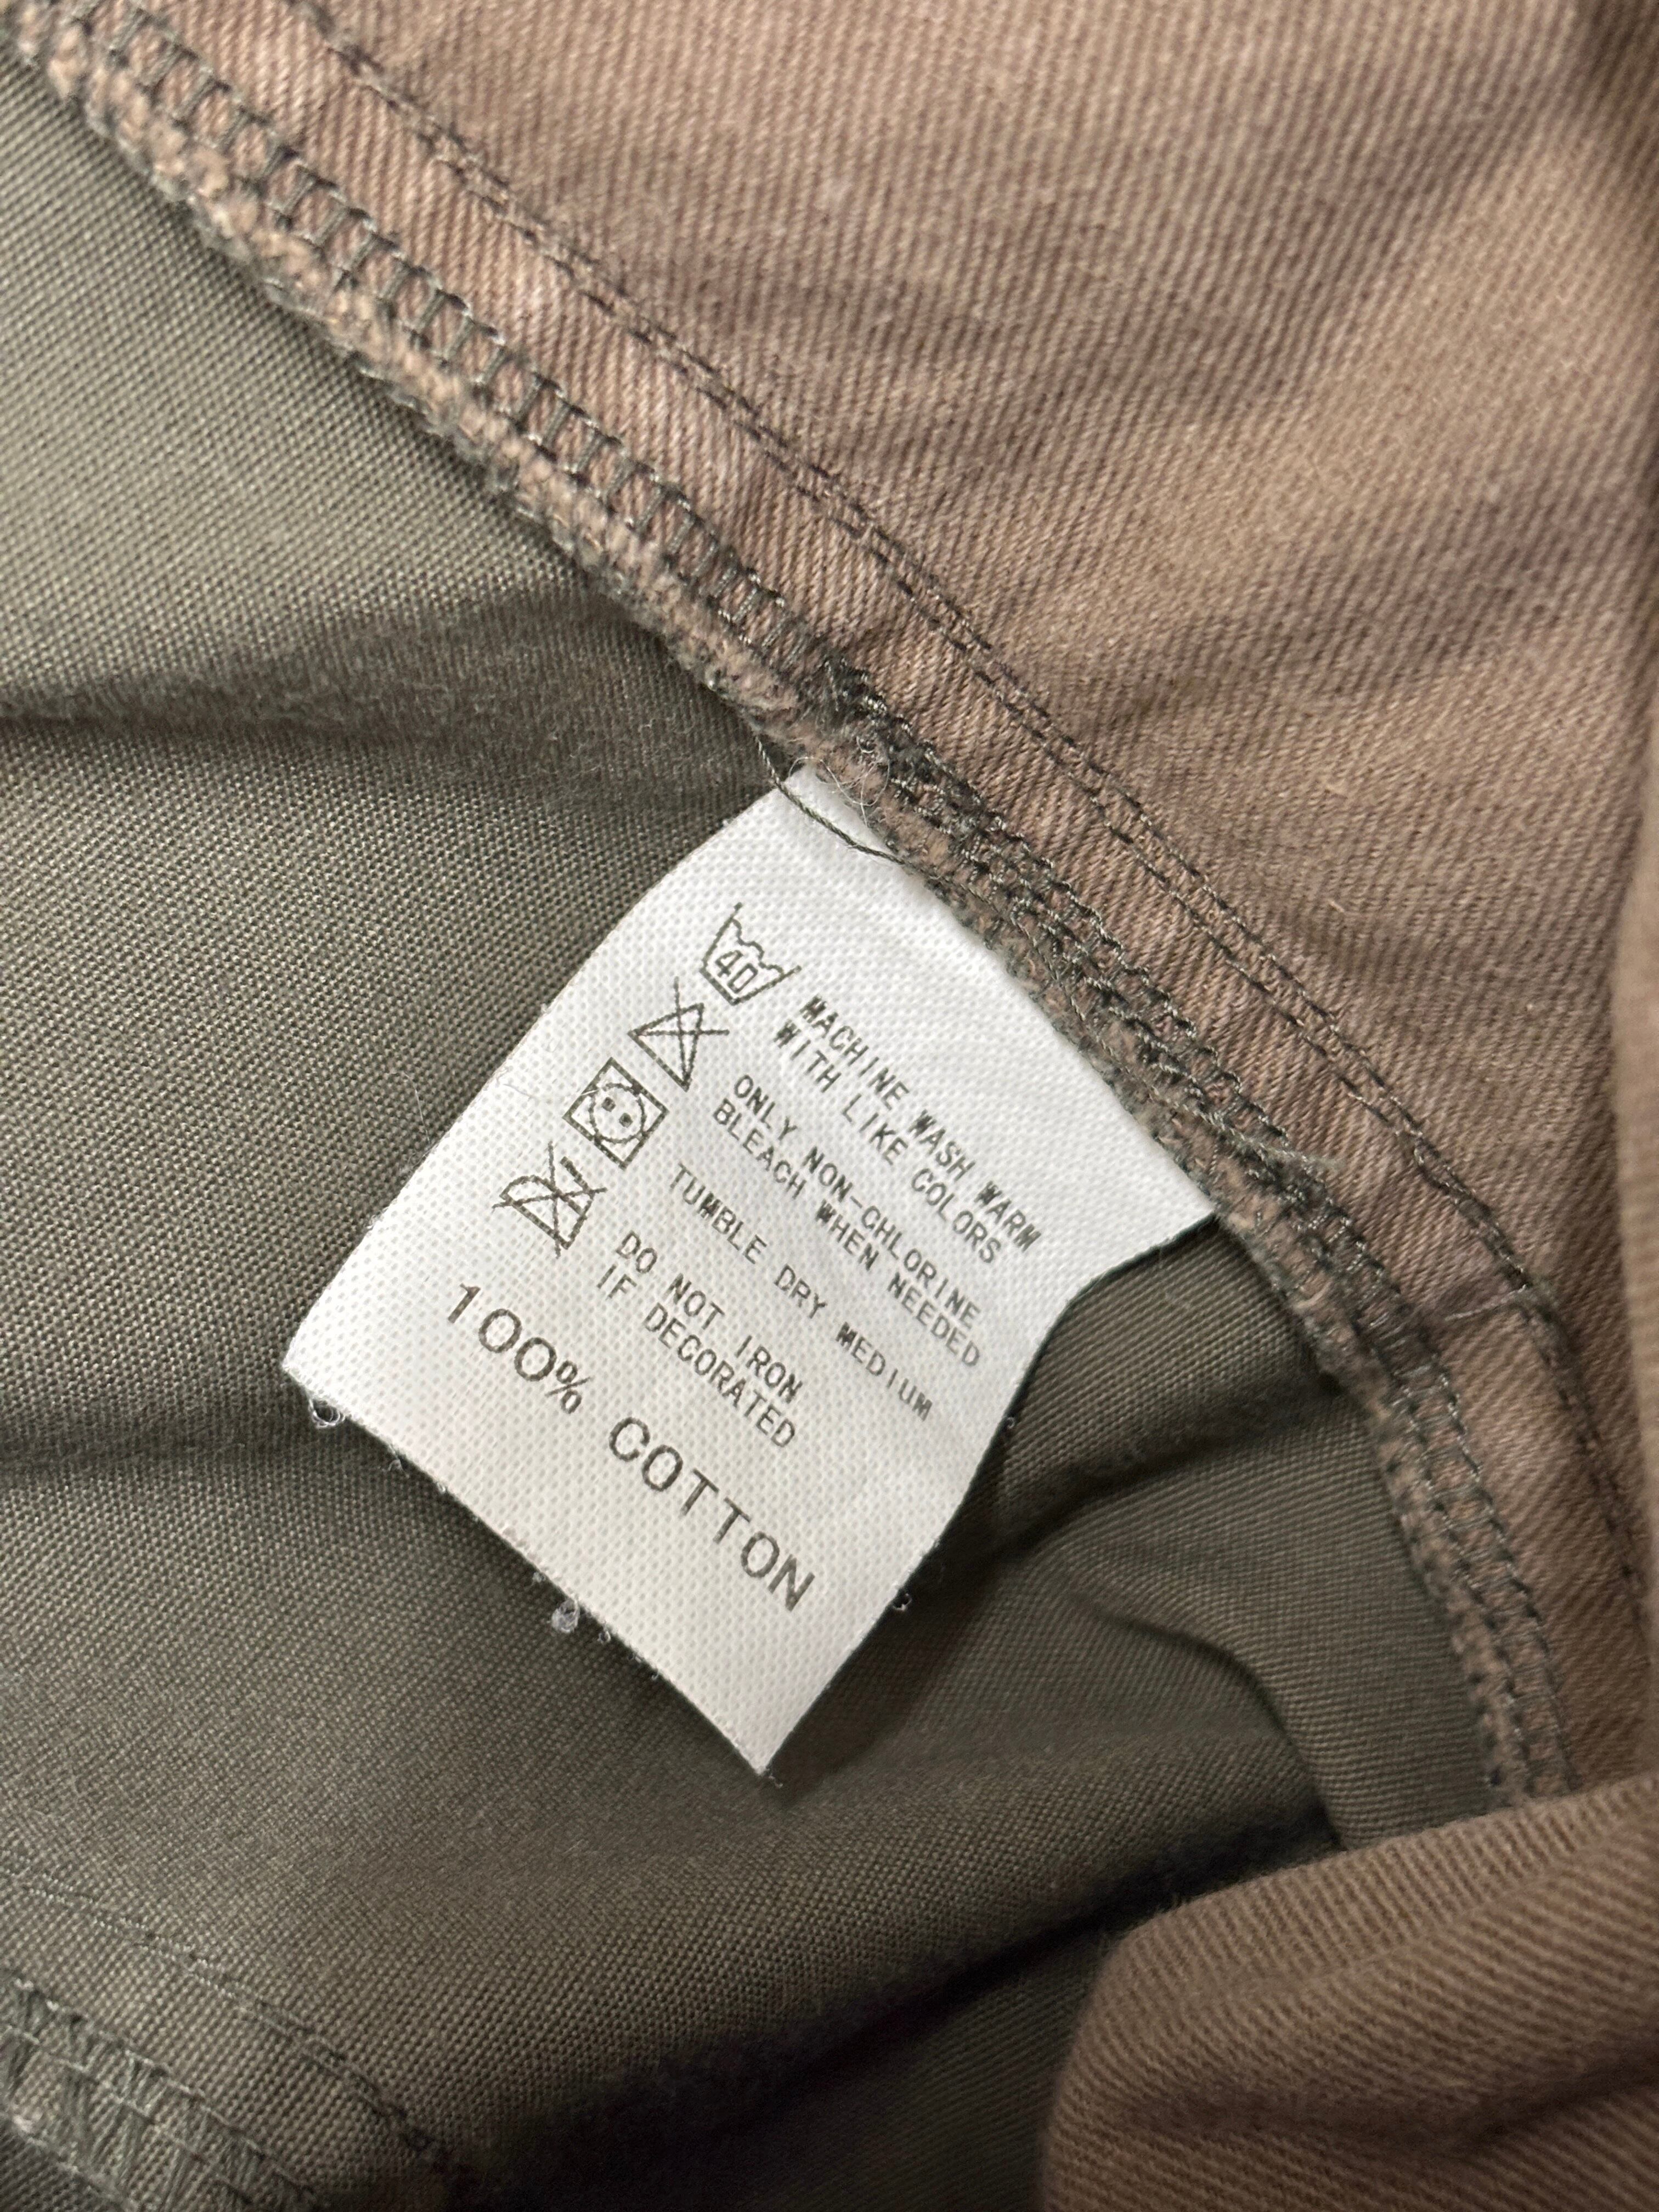 40
MACHINE WASH WARM
WITH LIKE COLORS
ONLY NON-CHLORINE
BLEACH WHEN NEEDED
TUMBLE DRY MEDIUM
DO NOT IRON
IF DECORATED
100% COTTON